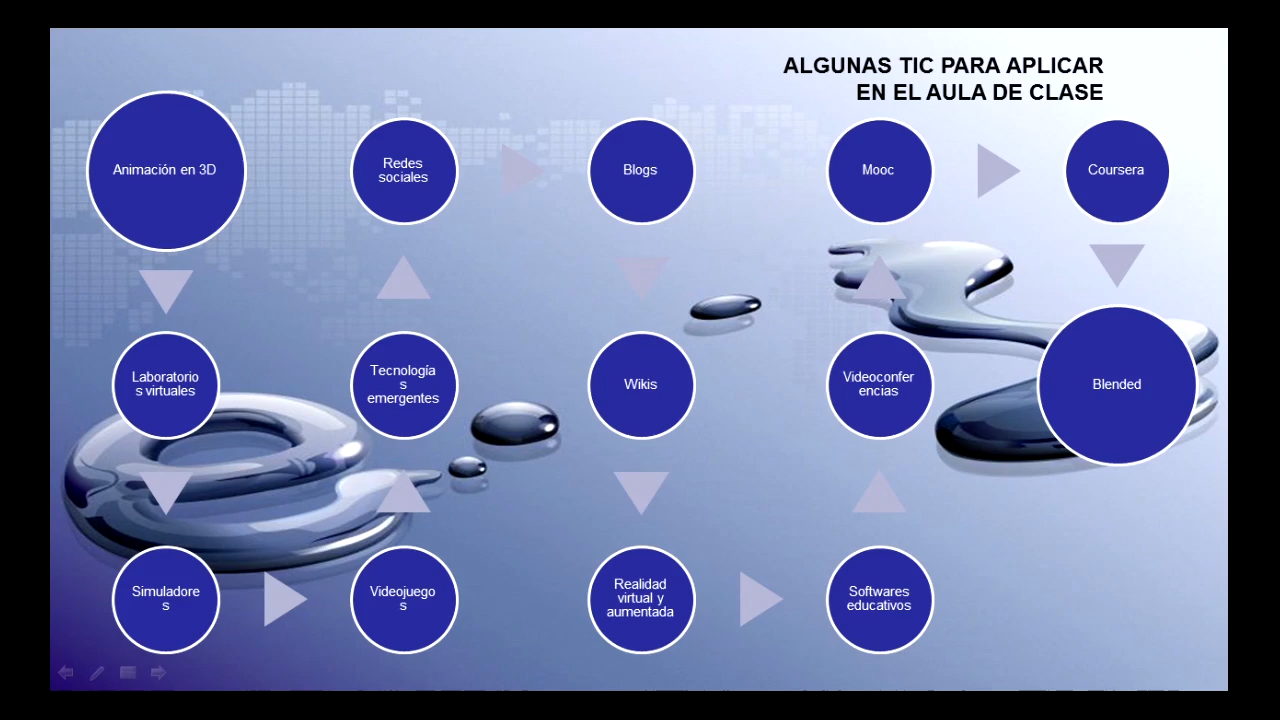 ALGUNAS TIC PARA APLICAR
EN EL AULA DE CLASE
Animación en 3D
Laboratorio
s virtuales
Simuladore
s
Videojuego
s
Tecnología
s
emergentes
Redes
sociales
Blogs
Wikis
Realidad
virtual y
aumentada
Softwares
educativos
Videoconfer
encias
Mooc
Coursera
Blended